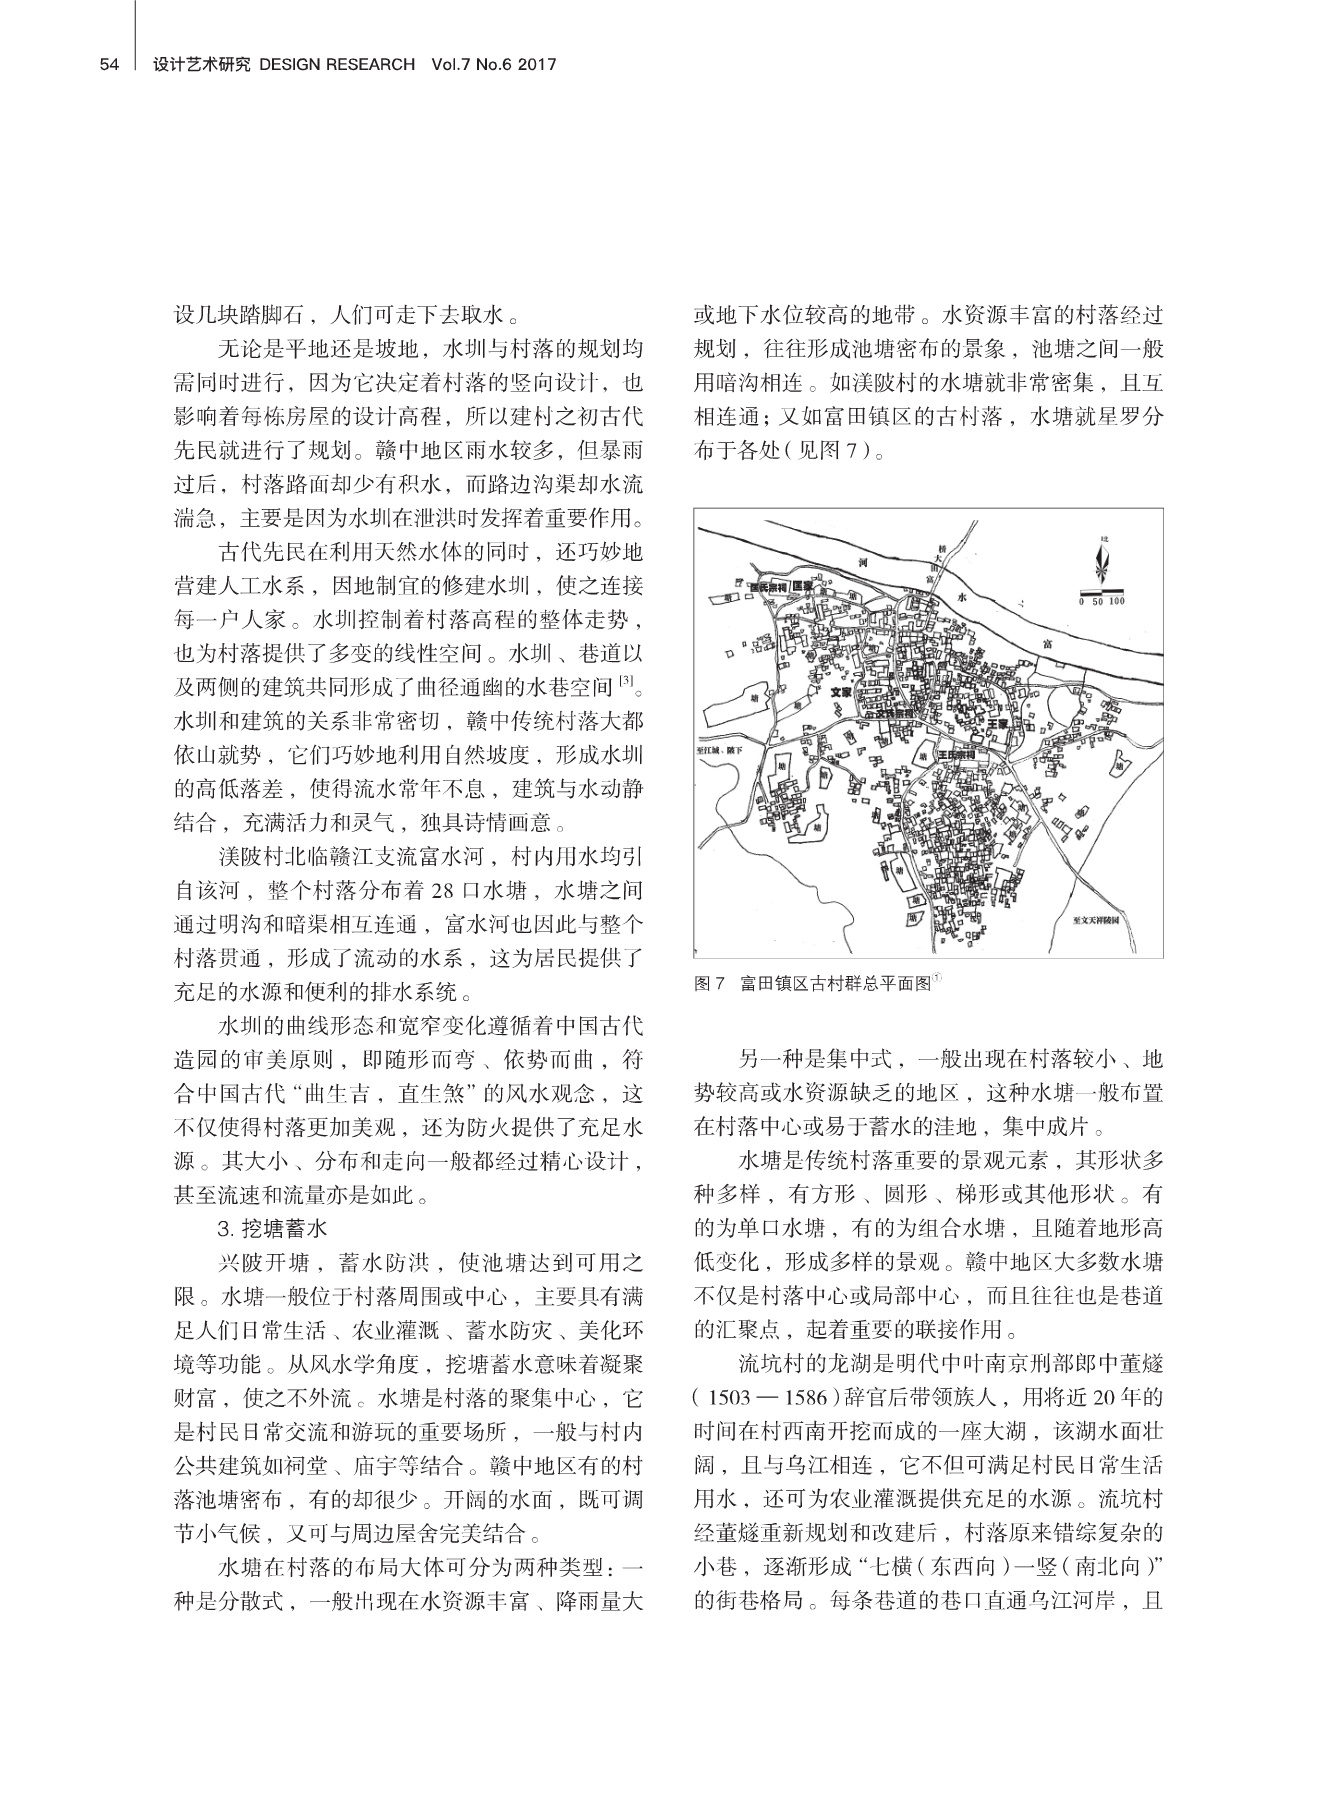 54 设计艺术研究 DESIGN RESEARCH Vol.7 No.6 2017
设几块踏脚石，人们可走下去取水。
无论是平地还是坡地，水圳与村落的规划均
需同时进行，因为它决定着村落的竖向设计，也
影响着每栋房屋的设计高程，所以建村之初古代
先民就进行了规划。赣中地区雨水较多，但暴雨
过后，村落路面却少有积水，而路边沟渠却水流
湍急，主要是因为水圳在泄洪时发挥着重要作用。
古代先民在利用天然水体的同时，还巧妙地
营建人工水系，因地制宜的修建水圳，使之连接
每一户人家。水圳控制着村落高程的整体走势，
也为村落提供了多变的线性空间。水圳、巷道以
及两侧的建筑共同形成了曲径通幽的水巷空间[3]。
水圳和建筑的关系非常密切，赣中传统村落大都
依山就势，它们巧妙地利用自然坡度，形成水圳
的高低落差，使得流水常年不息，建筑与水动静
结合，充满活力和灵气，独具诗情画意。
渼陂村北临赣江支流富水河，村内用水均引
自该河，整个村落分布着 28 口水塘，水塘之间
通过明沟和暗渠相互连通，富水河也因此与整个
村落贯通，形成了流动的水系，这为居民提供了
充足的水源和便利的排水系统。
水圳的曲线形态和宽窄变化遵循着中国古代
造园的审美原则，即随形而弯、依势而曲，符
合中国古代“曲生吉，直生煞”的风水观念，这
不仅使得村落更加美观，还为防火提供了充足水
源。其大小、分布和走向一般都经过精心设计，
甚至流速和流量亦是如此。
3. 挖塘蓄水
兴陂开塘，蓄水防洪，使池塘达到可用之
限。水塘一般位于村落周围或中心，主要具有满
足人们日常生活、农业灌溉、蓄水防灾、美化环
境等功能。从风水学角度，挖塘蓄水意味着凝聚
财富，使之不外流。水塘是村落的聚集中心，它
是村民日常交流和游玩的重要场所，一般与村内
公共建筑如祠堂、庙宇等结合。赣中地区有的村
落池塘密布，有的却很少。开阔的水面，既可调
节小气候，又可与周边屋舍完美结合。
水塘在村落的布局大体可分为两种类型：一
种是分散式，一般出现在水资源丰富、降雨量大
或地下水位较高的地带。水资源丰富的村落经过
规划，往往形成池塘密布的景象，池塘之间一般
用暗沟相连。如渼陂村的水塘就非常密集，且互
相连通；又如富田镇区的古村落，水塘就星罗分
布于各处（见图 7）。
北
0 50 100
河
水
富
富田大桥
匡氏宗祠
匡家
文家
文氏宗祠
王家
王氏宗祠
至江城、陂下
塘
塘
塘
塘
塘
塘
塘
塘
塘
塘
至文天祥陵园
图 7 富田镇区古村群总平面图①
另一种是集中式，一般出现在村落较小、地
势较高或水资源缺乏的地区，这种水塘一般布置
在村落中心或易于蓄水的洼地，集中成片。
水塘是传统村落重要的景观元素，其形状多
种多样，有方形、圆形、梯形或其他形状。有
的为单口水塘，有的为组合水塘，且随着地形高
低变化，形成多样的景观。赣中地区大多数水塘
不仅是村落中心或局部中心，而且往往也是巷道
的汇聚点，起着重要的联接作用。
流坑村的龙湖是明代中叶南京刑部郎中董燧
（1503—1586）辞官后带领族人，用将近 20 年的
时间在村西南开挖而成的一座大湖，该湖水面壮
阔，且与乌江相连，它不但可满足村民日常生活
用水，还可为农业灌溉提供充足的水源。流坑村
经董燧重新规划和改建后，村落原来错综复杂的
小巷，逐渐形成“七横（东西向）一竖（南北向）”
的街巷格局。每条巷道的巷口直通乌江河岸，且